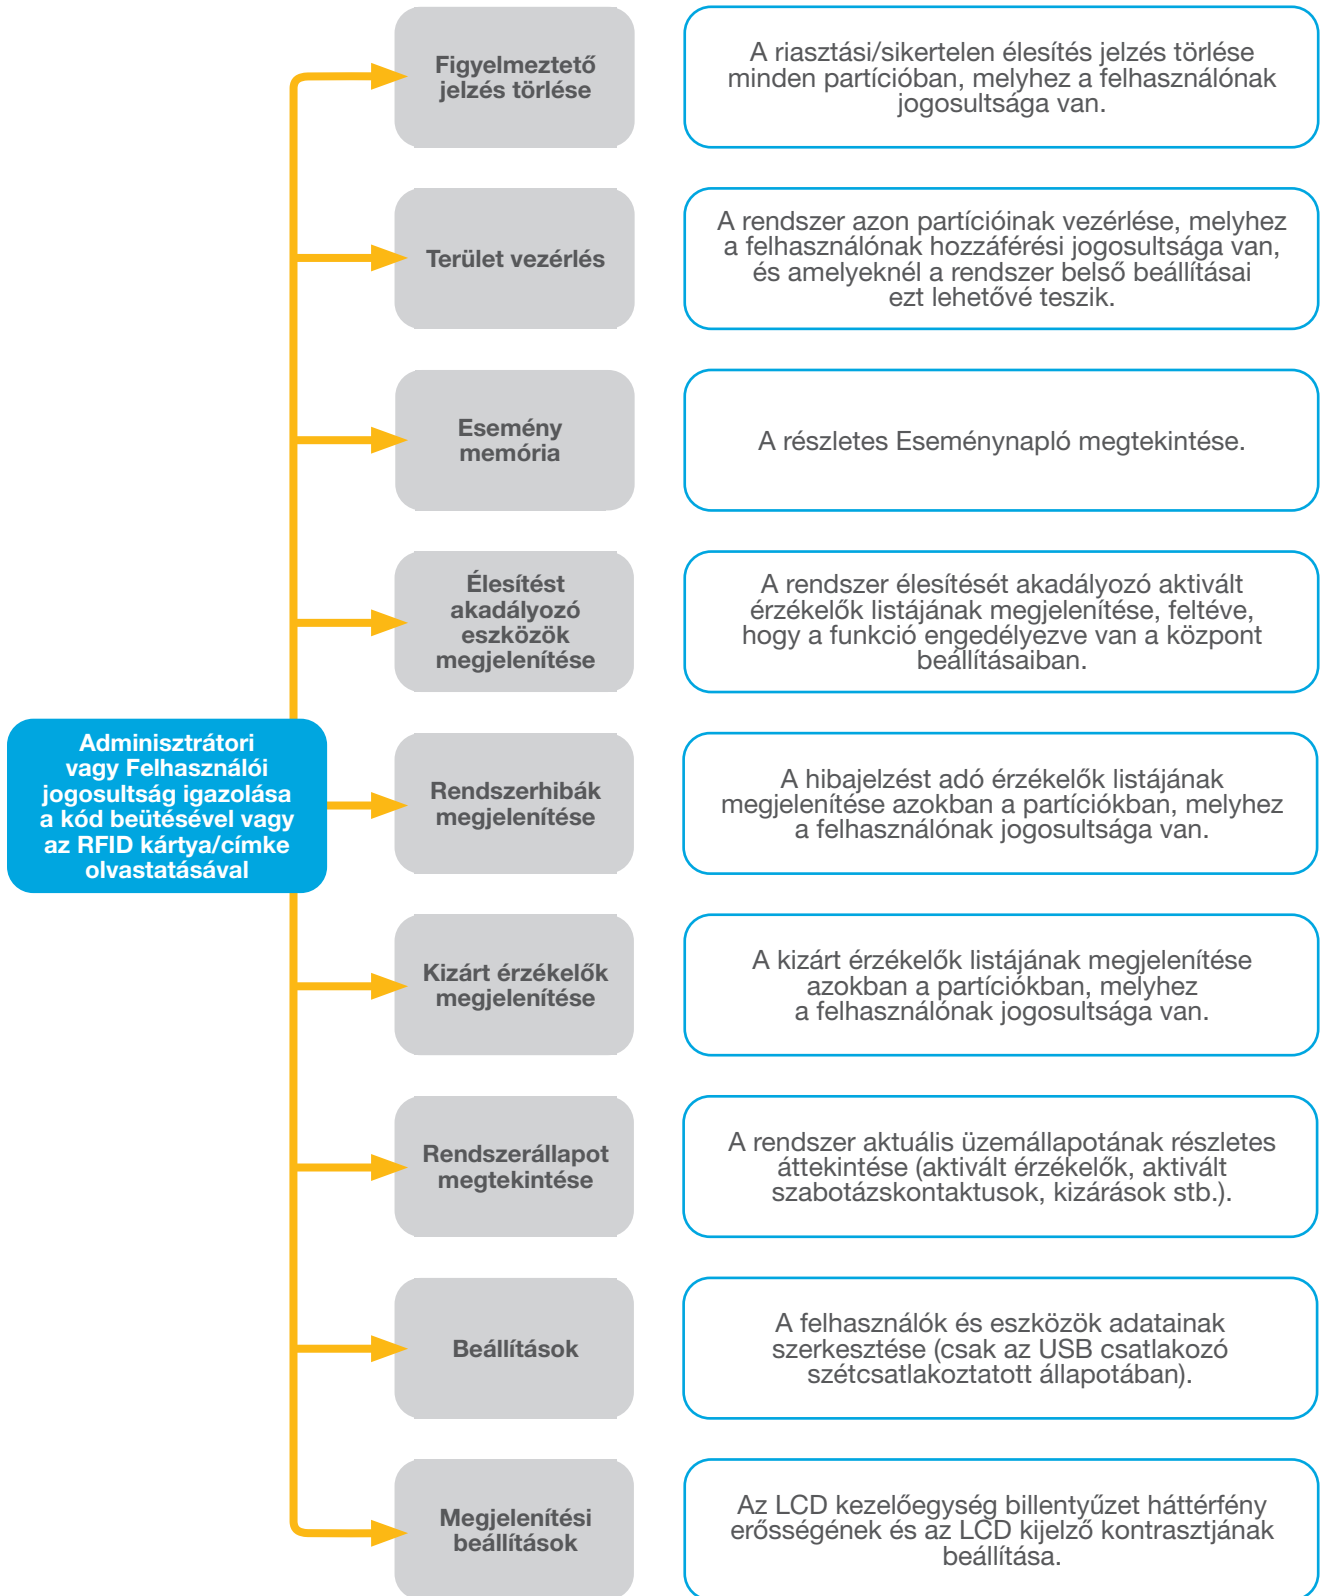 Figyelmeztető
jelzés törlése
A riasztási/sikertelen élesítés jelzés törlése
minden partícióban, melyhez a felhasználónak
jogosultsága van.
Terület vezérlés
A rendszer azon partícióinak vezérlése, melyhez
a felhasználónak hozzáférési jogosultsága van,
és amelyeknél a rendszer belső beállításai
ezt lehetővé teszik.
Esemény
memória
A részletes Eseménynapló megtekintése.
Élesítést
akadályozó
eszközök
megjelenítése
A rendszer élesítését akadályozó aktivált
érzékelők listájának megjelenítése, feltéve,
hogy a funkció engedélyezve van a központ
beállításaiban.
Adminisztrátori
vagy Felhasználói
jogosultság igazolása
a kód beütésével vagy
az RFID kártya/címke
olvastatásával
Rendszerhibák
megjelenítése
A hibajelzést adó érzékelők listájának
megjelenítése azokban a partíciókban, melyhez
a felhasználónak jogosultsága van.
Kizárt érzékelők
megjelenítése
A kizárt érzékelők listájának megjelenítése
azokban a partíciókban, melyhez
a felhasználónak jogosultsága van.
Rendszerállapot
megtekintése
A rendszer aktuális üzemállapotának részletes
áttekintése (aktivált érzékelők, aktivált
szabotázskontaktusok, kizárások stb.).
Beállítások
A felhasználók és eszközök adatainak
szerkesztése (csak az USB csatlakozó
szétcsatlakoztatott állapotában).
Megjelenítési
beállítások
Az LCD kezelőegység billentyűzet háttérfény
erősségének és az LCD kijelző kontrasztjának
beállítása.